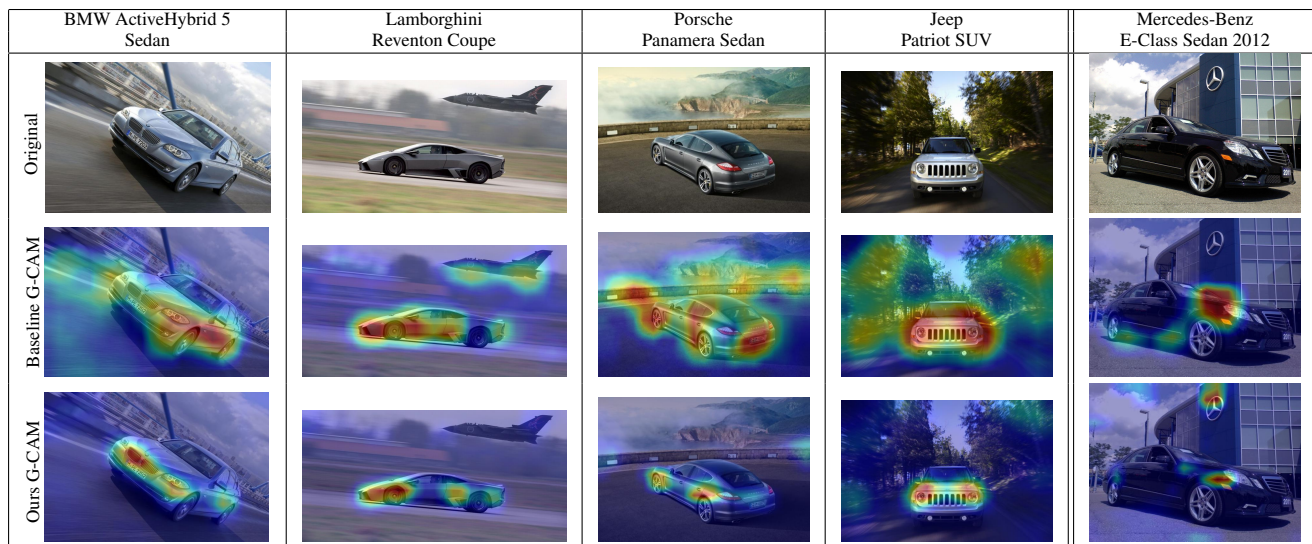 BMW ActiveHybrid 5
Sedan
Lamborghini
Reventon Coupe
Porsche
Panamera Sedan
Jeep
Patriot SUV
Mercedes-Benz
E-Class Sedan 2012
Original
Baseline G-CAM
Ours G-CAM